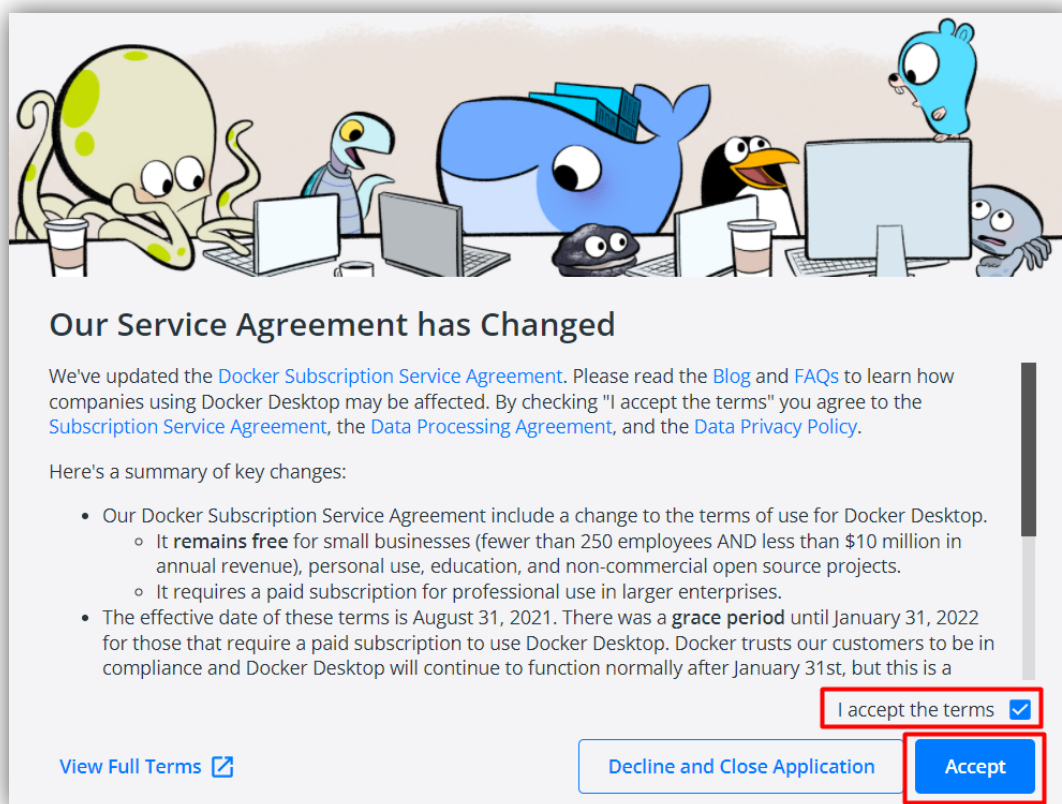 Our Service Agreement has Changed
We've updated the Docker Subscription Service Agreement. Please read the Blog and FAQs to learn how
companies using Docker Desktop may be affected. By checking "I accept the terms" you agree to the
Subscription Service Agreement, the Data Processing Agreement, and the Data Privacy Policy.
Here's a summary of key changes:
• Our Docker Subscription Service Agreement include a change to the terms of use for Docker Desktop.
◦ It remains free for small businesses (fewer than 250 employees AND less than $10 million in
annual revenue), personal use, education, and non-commercial open source projects.
◦ It requires a paid subscription for professional use in larger enterprises.
• The effective date of these terms is August 31, 2021. There was a grace period until January 31, 2022
for those that require a paid subscription to use Docker Desktop. Docker trusts our customers to be in
compliance and Docker Desktop will continue to function normally after January 31st, but this is a
I accept the terms
View Full Terms
Decline and Close Application
Accept